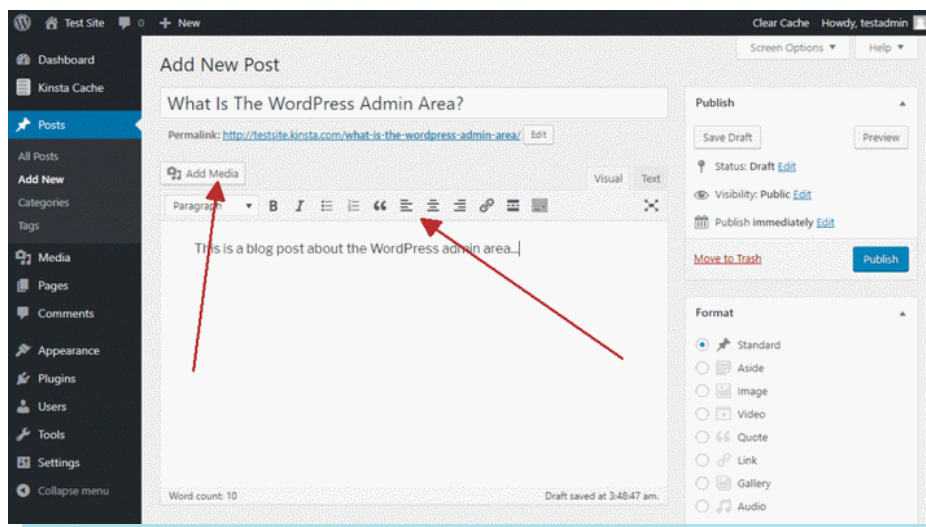 Test Site 0 + New Clear Cache Howdy, testadmin
Screen Options Help
Dashboard
Kinsta Cache
Posts
All Posts
Add New
Categories
Tags
Media
Pages
Comments
Appearance
Plugins
Users
Tools
Settings
Collapse menu
Add New Post
What Is The WordPress Admin Area?
Permalink: http://testsite.kinsta.com/what-is-the-wordpress-admin-area/ Edit
Add Media
Visual Text
Paragraph B I
This is a blog post about the WordPress admin area...
Word count: 10 Draft saved at 3:48:47 am.
Publish
Save Draft Preview
Status: Draft Edit
Visibility: Public Edit
Publish immediately Edit
Move to Trash Publish
Format
Standard
Aside
Image
Video
Quote
Link
Gallery
Audio